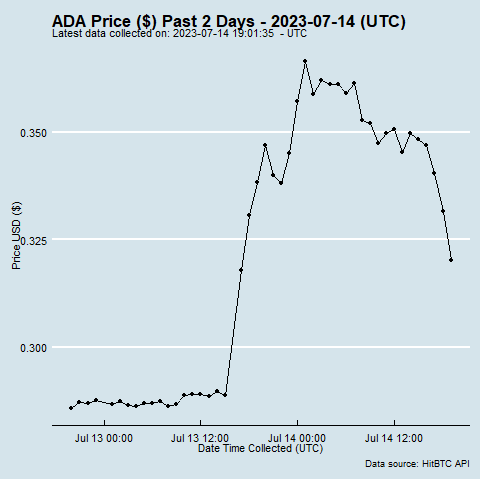 ADA Price ($) Past 2 Days - 2023-07-14 (UTC)
Latest data collected on: 2023-07-14 19:01:35 - UTC
Price USD ($)
0.350
0.325
0.300
Jul 13 00:00 Jul 13 12:00 Jul 14 00:00 Jul 14 12:00
Date Time Collected (UTC)
Data source: HitBTC API